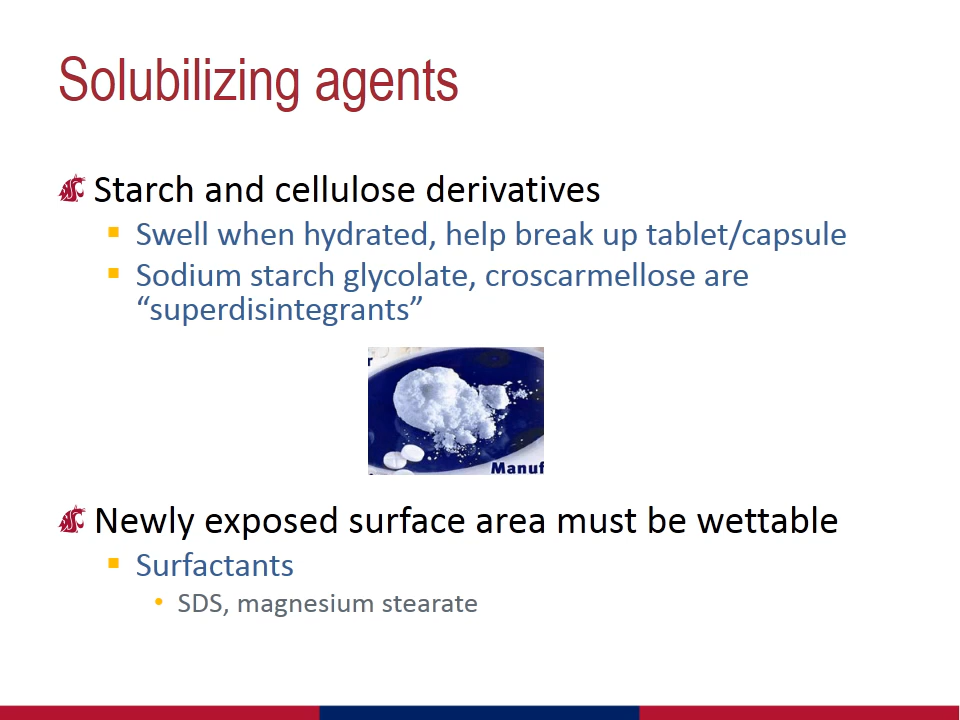 Solubilizing agents
Starch and cellulose derivatives
Swell when hydrated, help break up tablet/capsule
Sodium starch glycolate, croscarmellose are
“superdisintegrants”
r
Manuf
Newly exposed surface area must be wettable
Surfactants
SDS, magnesium stearate